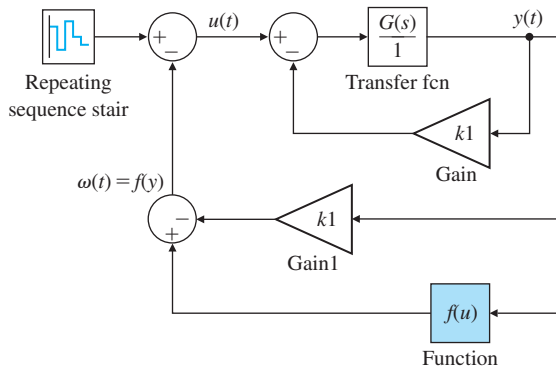 u(t)
G(s)
1
y(t)
Repeating
sequence stair
Transfer fcn
k1
Gain
ω(t) = f(y)
k1
Gain1
f(u)
Function